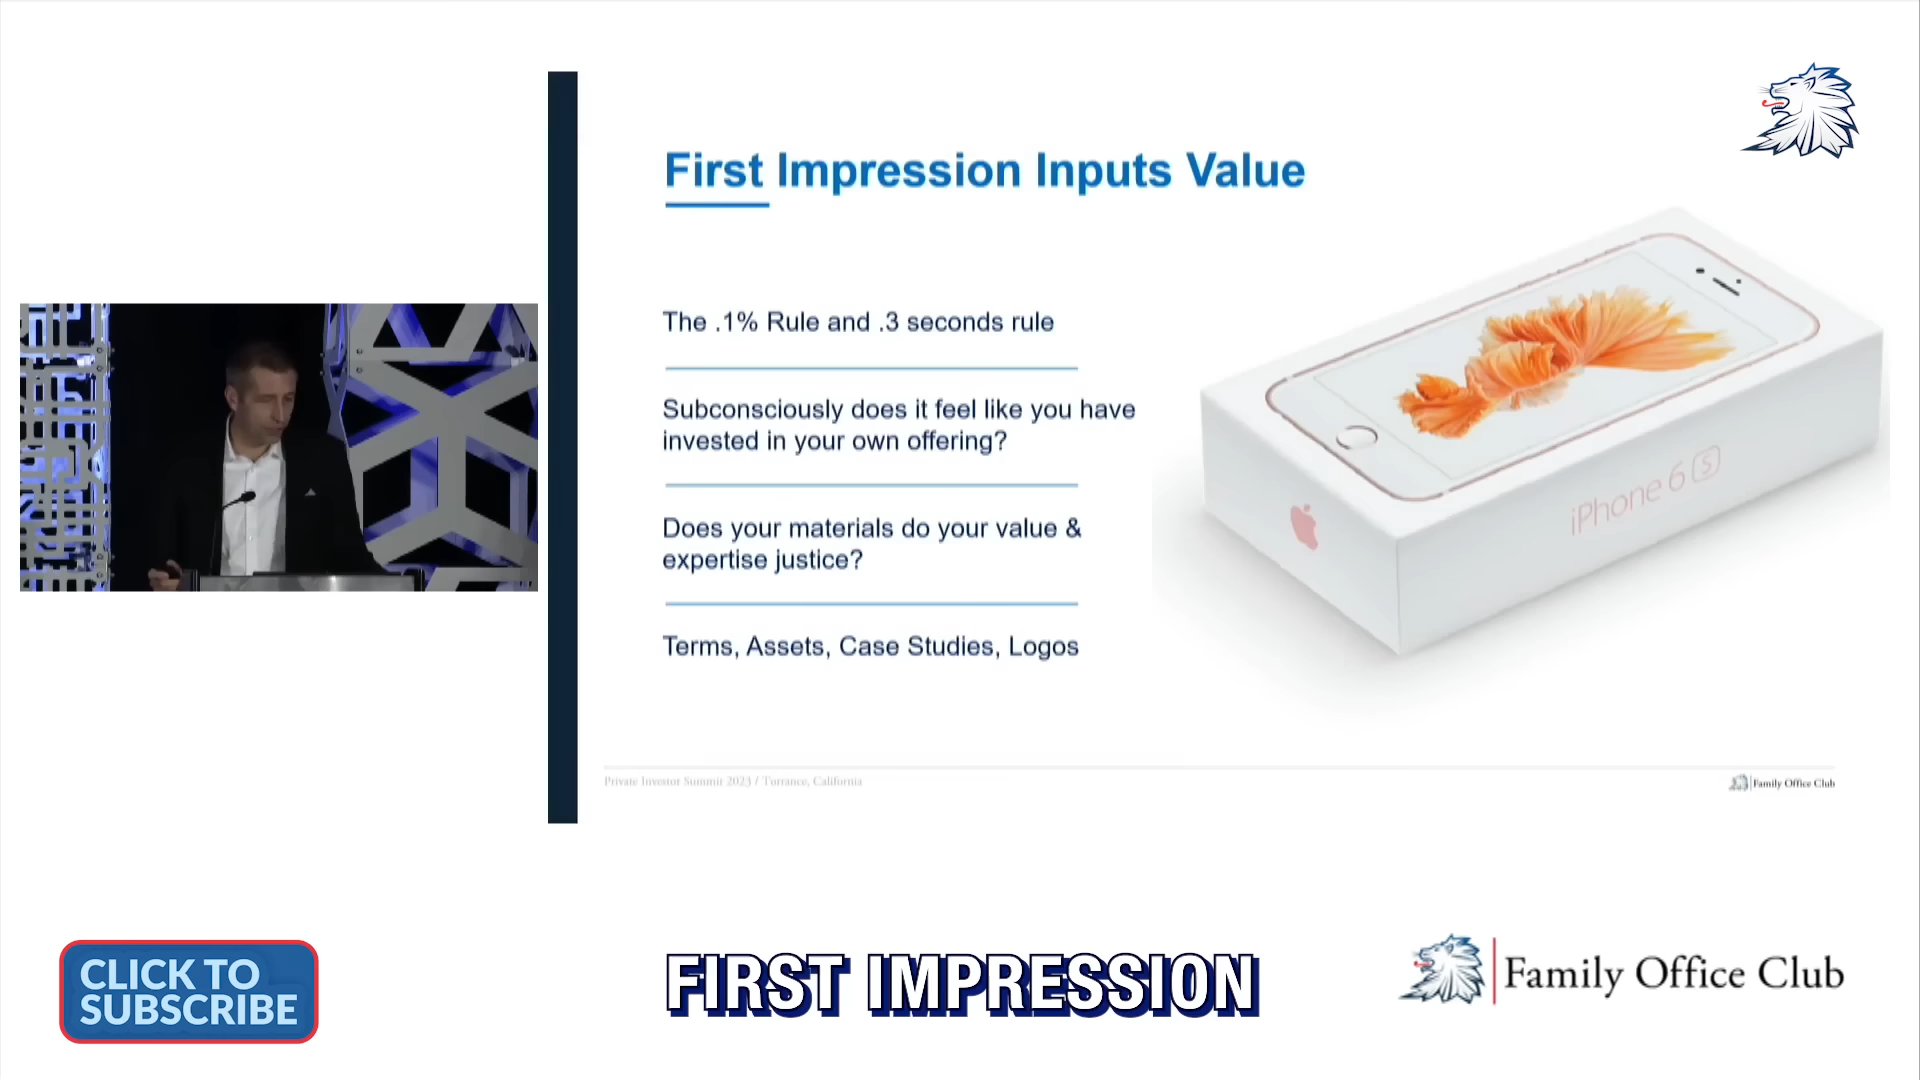 First Impression Inputs Value
The .1% Rule and .3 seconds rule
Subconsciously does it feel like you have
invested in your own offering?
Does your materials do your value &
expertise justice?
Terms, Assets, Case Studies, Logos
iPhone 6 S
Private Investor Summit 2023 / Torrance, California
Family Office Club
CLICK TO
SUBSCRIBE
FIRST IMPRESSION
Family Office Club